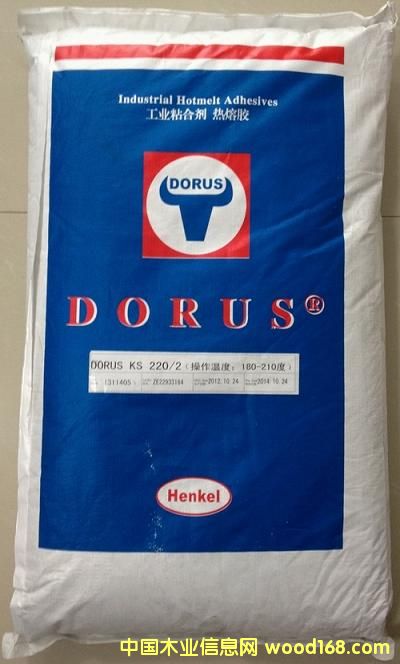 Industrial Hotmelt Adhesives
工业粘合剂 热熔胶
DORUS
DORUS®
DORUS KS 220/2(操作温度：180-210度)
1311405 ZE22933184 2012.10.24 2014.10.24
Henkel
中国木业信息网 wood168.com